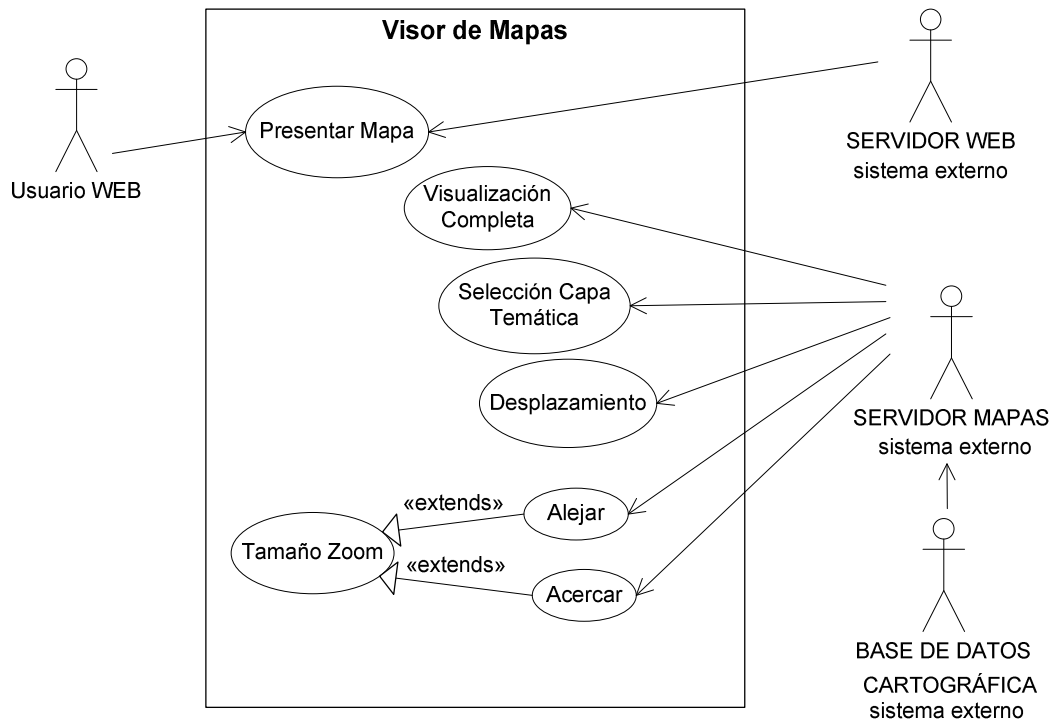 Visor de Mapas
Usuario WEB
Presentar Mapa
SERVIDOR WEB
sistema externo
Visualización
Completa
Selección Capa
Temática
Desplazamiento
SERVIDOR MAPAS
sistema externo
«extends»
Alejar
Tamaño Zoom
«extends»
Acercar
BASE DE DATOS
CARTOGRÁFICA
sistema externo